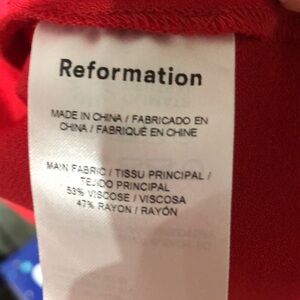 Reformation
MADE IN CHINA / FABRICADO EN
CHINA / FABRIQUÉ EN CHINE
MAIN FABRIC / TISSU PRINCIPAL /
TEJIDO PRINCIPAL
53% VISCOSE / VISCOSA
47% RAYON / RAYÓN